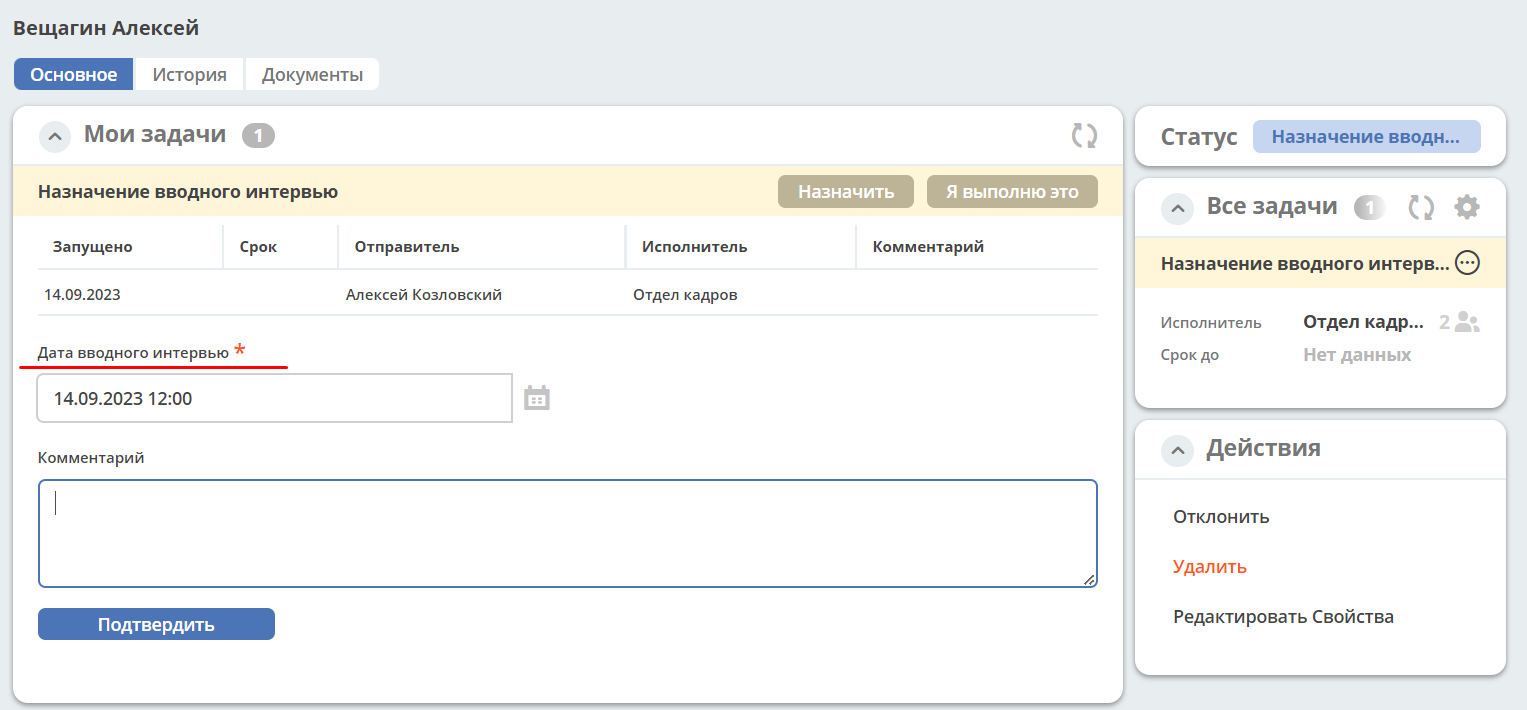 Вещагин Алексей
Основное История Документы
Мои задачи 1
Назначение вводного интервью Назначить Я выполню это
Запущено Срок Отправитель Исполнитель Комментарий
14.09.2023 Алексей Козловский Отдел кадров
Дата вводного интервью *
14.09.2023 12:00
Комментарий
Подтвердить
Статус Назначение вводн...
Все задачи 1
Назначение вводного интерв...
Исполнитель Отдел кадр... 2
Срок до Нет данных
Действия
Отклонить
Удалить
Редактировать Свойства